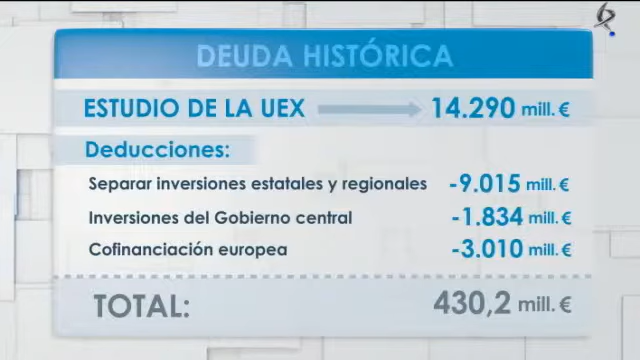 DEUDA HISTÓRICA
ESTUDIO DE LA UEX 14.290 mill. €
Deducciones:
Separar inversiones estatales y regionales -9.015 mill. €
Inversiones del Gobierno central -1.834 mill. €
Cofinanciación europea -3.010 mill. €
TOTAL: 430,2 mill. €